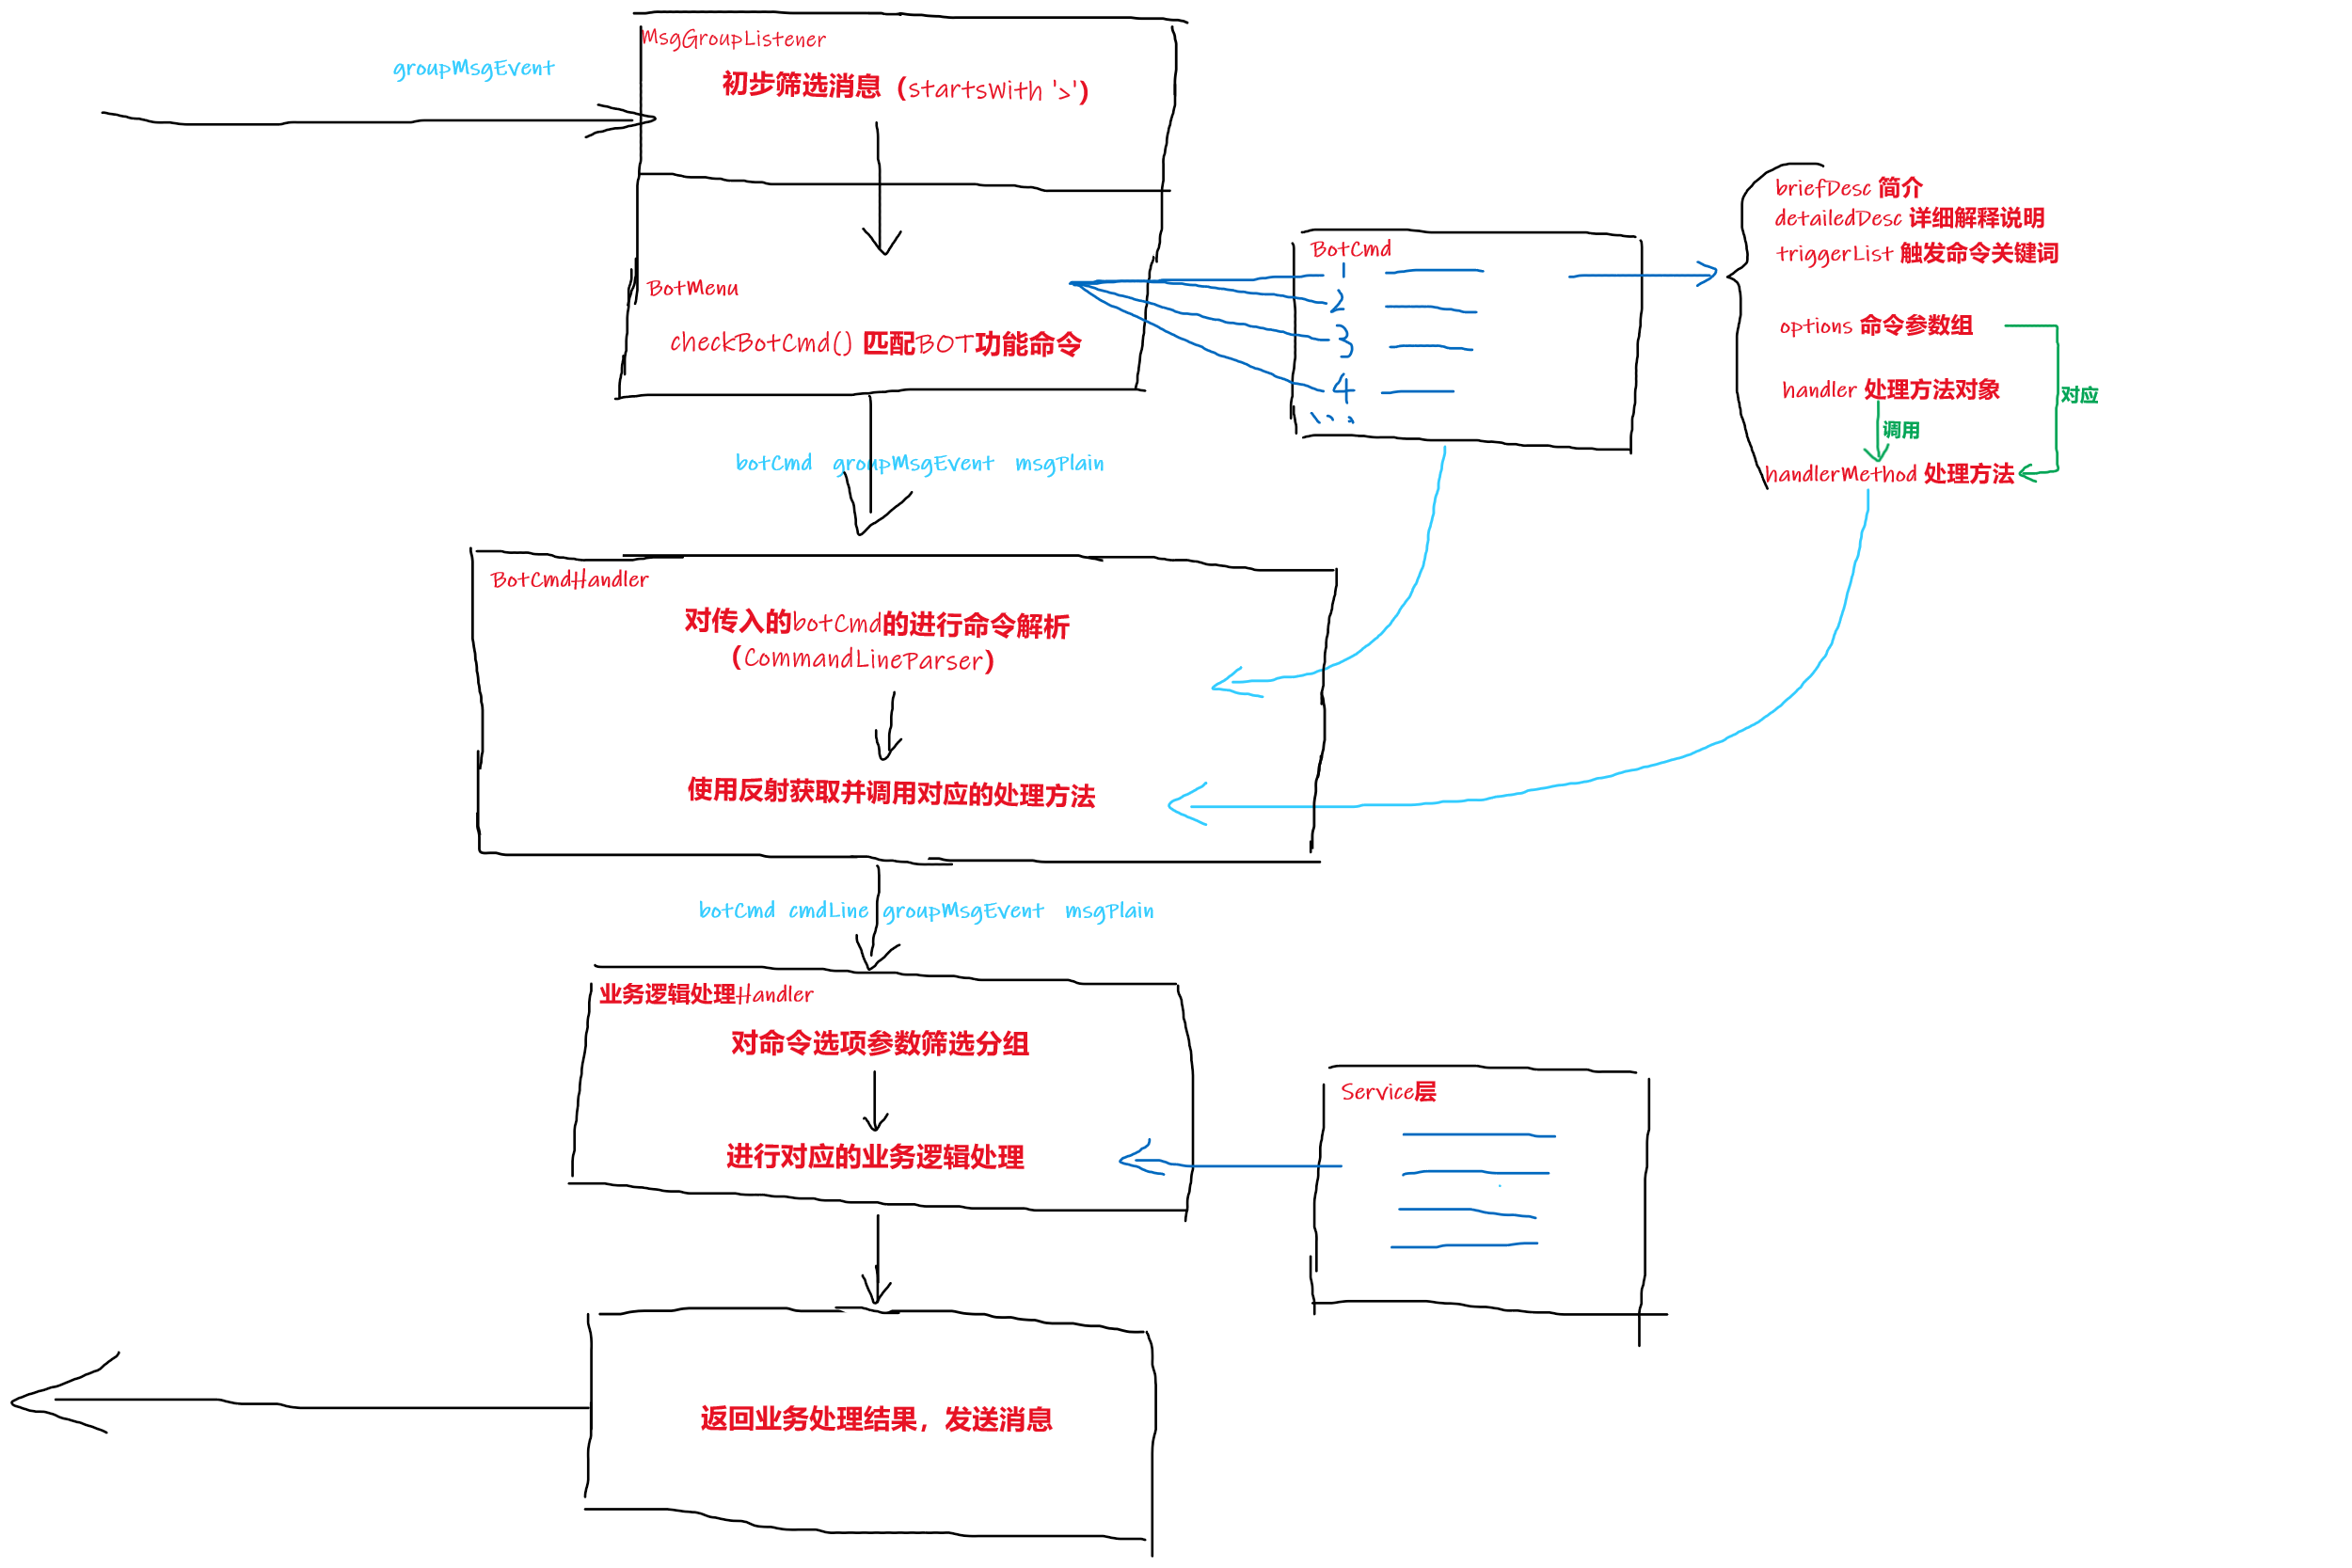 groupMsgEvent
MsgGroupListener
初步筛选消息（startsWith '>'）
BotMenu
checkBotCmd() 匹配BOT功能命令
BotCmd
1
2
3
4
briefDesc 简介
detailedDesc 详细解释说明
triggerList 触发命令关键词
options 命令参数组
handler 处理方法对象
对应
调用
handlerMethod 处理方法
botCmd groupMsgEvent msgPlain
BotCmdHandler
对传入的botCmd的进行命令解析
（CommandLineParser）
使用反射获取并调用对应的处理方法
botCmd cmdLine groupMsgEvent msgPlain
业务逻辑处理Handler
对命令选项参数筛选分组
进行对应的业务逻辑处理
Service层
返回业务处理结果，发送消息